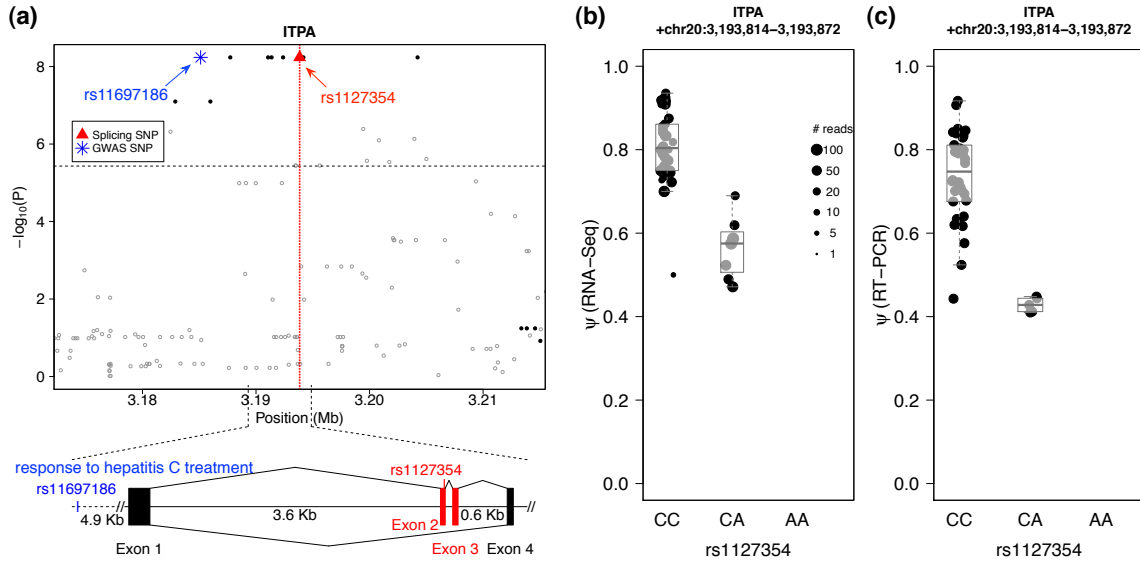 (a)
ITPA
8
6
4
2
0
−log10(P)
rs11697186
rs1127354
Splicing SNP
GWAS SNP
3.18
3.19
3.20
3.21
Position (Mb)
response to hepatitis C treatment
rs11697186
rs1127354
4.9 Kb
//
3.6 Kb
Exon 2
0.6 Kb
//
Exon 1
Exon 3
Exon 4
(b)
ITPA
+chr20:3,193,814−3,193,872
1.0
0.8
0.6
0.4
0.2
0.0
ψ (RNA−Seq)
# reads
100
50
20
10
5
1
CC
CA
AA
rs1127354
(c)
ITPA
+chr20:3,193,814−3,193,872
1.0
0.8
0.6
0.4
0.2
0.0
ψ (RT−PCR)
CC
CA
AA
rs1127354